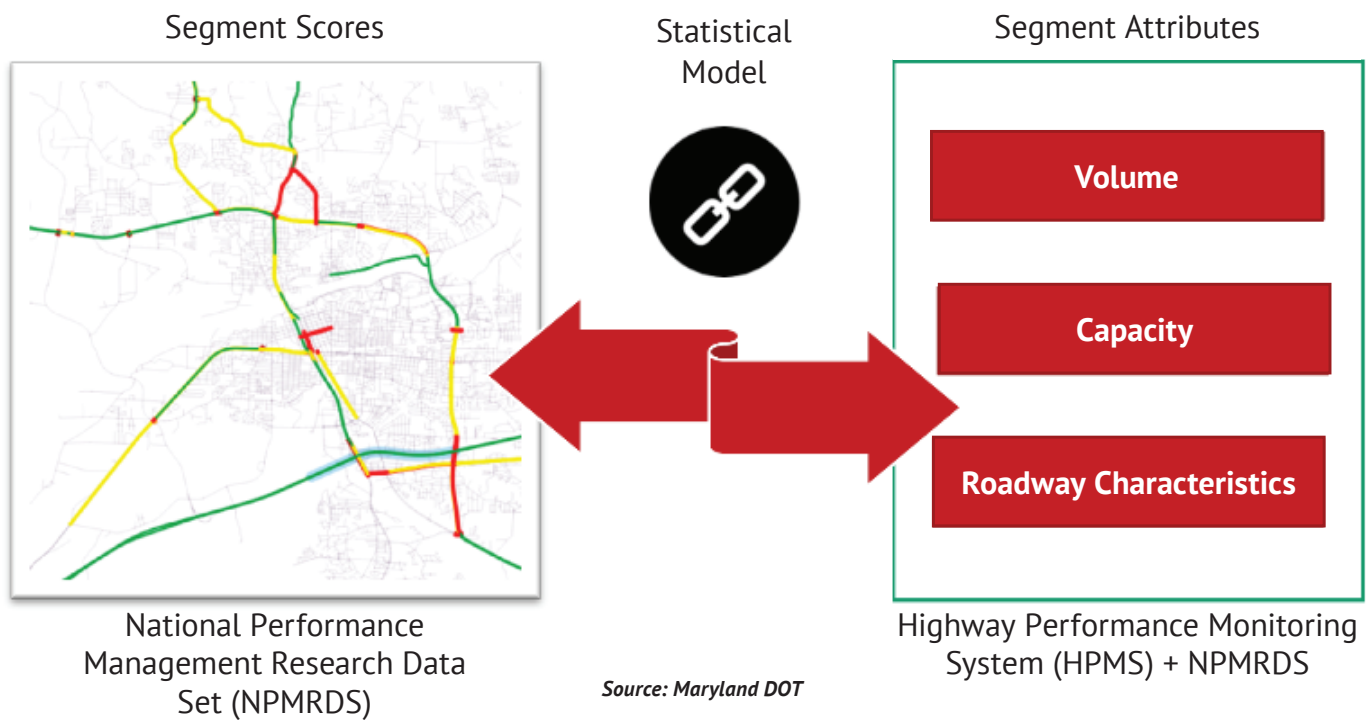 Segment Scores
Statistical
Model
Segment Attributes
Volume
Capacity
Roadway Characteristics
National Performance
Management Research Data
Set (NPMRDS)
Highway Performance Monitoring
System (HPMS) + NPMRDS
Source: Maryland DOT